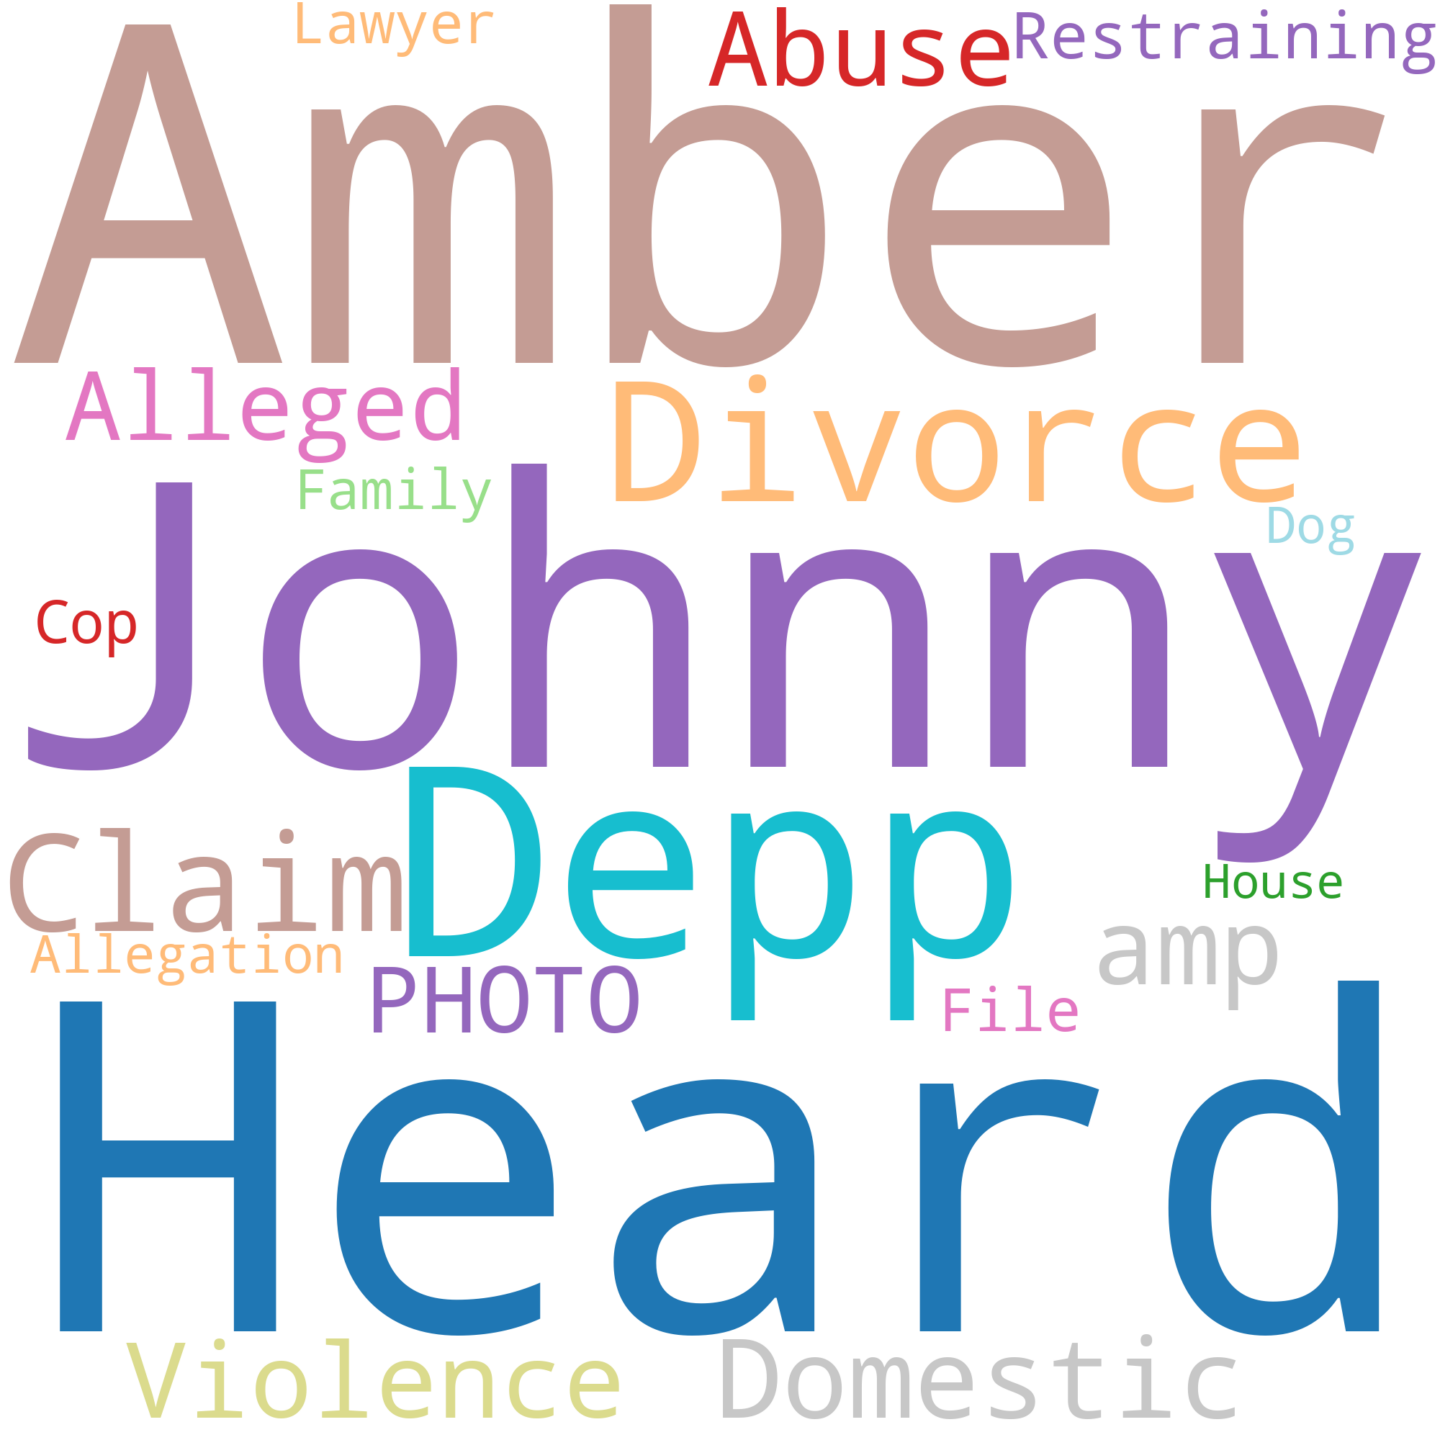 Lawyer
Abuse
Restraining
Amber
Alleged
Divorce
Family
Dog
Johnny
Cop
Depp
Claim
House
Allegation
amp
PHOTO
File
Heard
Violence
Domestic